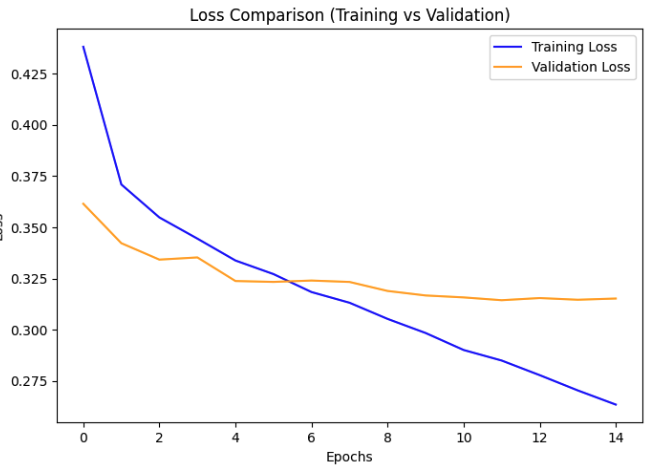 Loss Comparison (Training vs Validation)
Training Loss
Validation Loss
0.425
0.400
0.375
0.350
0.325
0.300
0.275
Loss
0 2 4 6 8 10 12 14
Epochs